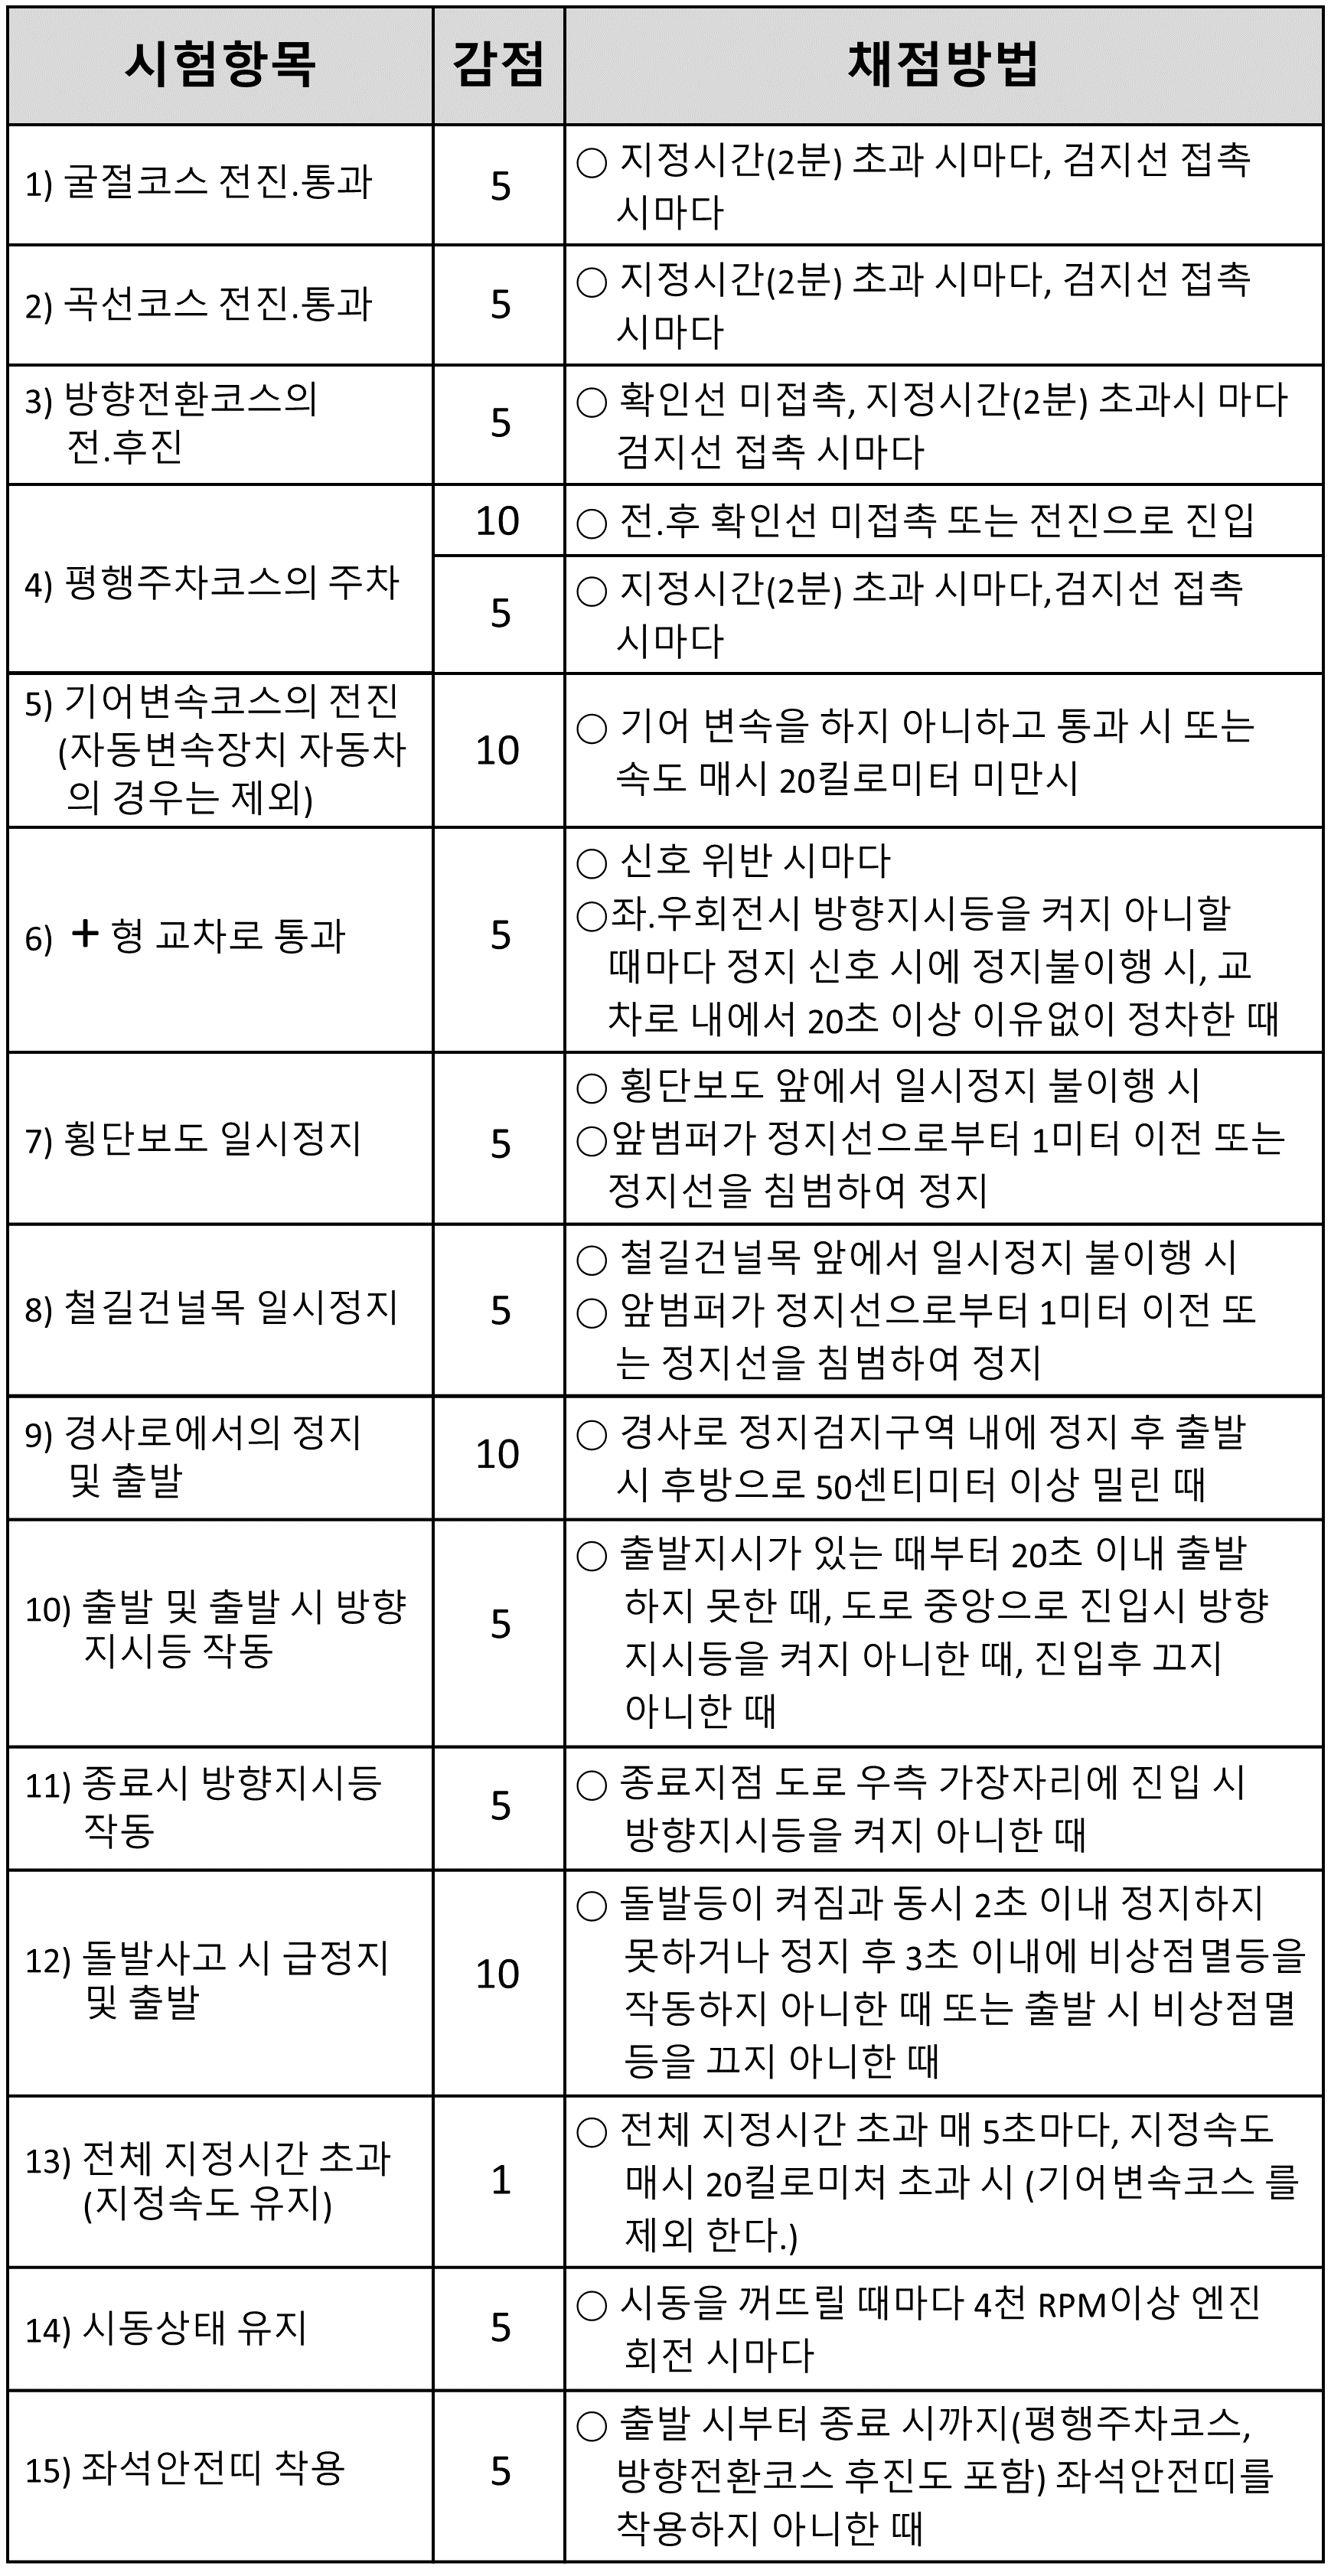 시험항목 감점 채점방법
1) 굴절코스 전진.통과
5
○ 지정시간(2분) 초과 시마다, 검지선 접촉
시마다
2) 곡선코스 전진.통과
5
○ 지정시간(2분) 초과 시마다, 검지선 접촉
시마다
3) 방향전환코스의
전.후진
5
○ 확인선 미접촉, 지정시간(2분) 초과시 마다
검지선 접촉 시마다
4) 평행주차코스의 주차
10
○ 전.후 확인선 미접촉 또는 전진으로 진입
5
○ 지정시간(2분) 초과 시마다,검지선 접촉
시마다
5) 기어변속코스의 전진
(자동변속장치 자동차
의 경우는 제외)
10
○ 기어 변속을 하지 아니하고 통과 시 또는
속도 매시 20킬로미터 미만시
6) + 형 교차로 통과
5
○ 신호 위반 시마다
○좌.우회전시 방향지시등을 켜지 아니할
때마다 정지 신호 시에 정지불이행 시, 교
차로 내에서 20초 이상 이유없이 정차한 때
7) 횡단보도 일시정지
5
○ 횡단보도 앞에서 일시정지 불이행 시
○앞범퍼가 정지선으로부터 1미터 이전 또는
정지선을 침범하여 정지
8) 철길건널목 일시정지
5
○ 철길건널목 앞에서 일시정지 불이행 시
○ 앞범퍼가 정지선으로부터 1미터 이전 또
는 정지선을 침범하여 정지
9) 경사로에서의 정지
및 출발
10
○ 경사로 정지검지구역 내에 정지 후 출발
시 후방으로 50센티미터 이상 밀린 때
10) 출발 및 출발 시 방향
지시등 작동
5
○ 출발지시가 있는 때부터 20초 이내 출발
하지 못한 때, 도로 중앙으로 진입시 방향
지시등을 켜지 아니한 때, 진입후 끄지
아니한 때
11) 종료시 방향지시등
작동
5
○ 종료지점 도로 우측 가장자리에 진입 시
방향지시등을 켜지 아니한 때
12) 돌발사고 시 급정지
및 출발
10
○ 돌발등이 켜짐과 동시 2초 이내 정지하지
못하거나 정지 후 3초 이내에 비상점멸등을
작동하지 아니한 때 또는 출발 시 비상점멸
등을 끄지 아니한 때
13) 전체 지정시간 초과
(지정속도 유지)
1
○ 전체 지정시간 초과 매 5초마다, 지정속도
매시 20킬로미처 초과 시 (기어변속코스 를
제외 한다.)
14) 시동상태 유지
5
○ 시동을 꺼뜨릴 때마다 4천 RPM이상 엔진
회전 시마다
15) 좌석안전띠 착용
5
○ 출발 시부터 종료 시까지(평행주차코스,
방향전환코스 후진도 포함) 좌석안전띠를
착용하지 아니한 때